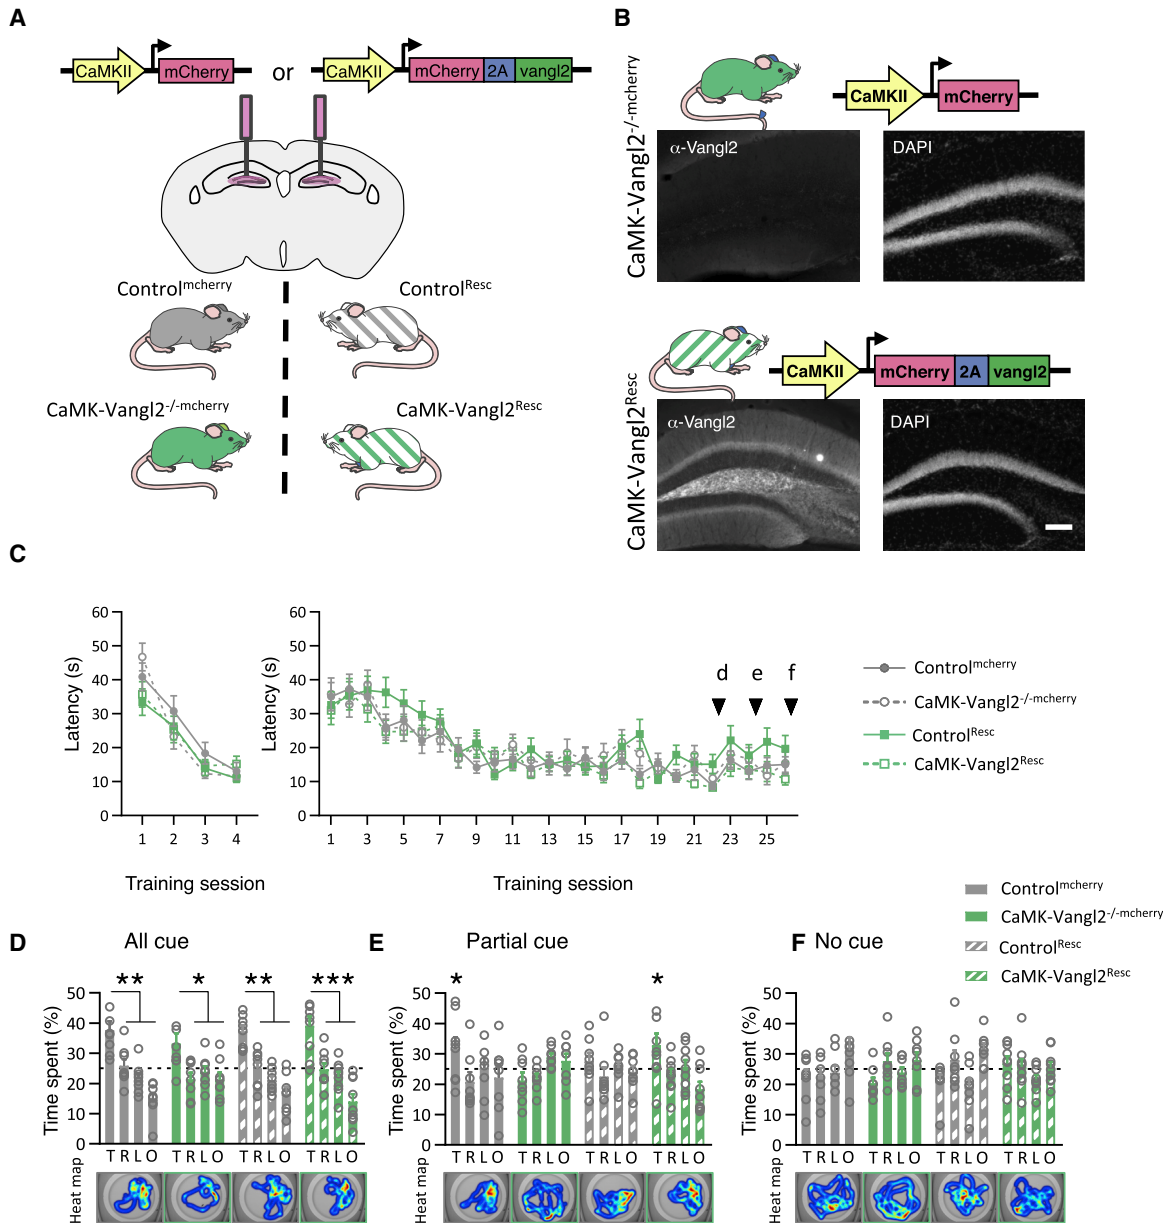 A
CaMKII mCherry or CaMKII mCherry 2A vangl2
Control^mcherry Control^Resc
CaMK-Vangl2^-/-mcherry CaMK-Vangl2^Resc
B
CaMK-Vangl2^-/-mcherry
CaMKII mCherry
α-Vangl2 DAPI
CaMK-Vangl2^Resc
CaMKII mCherry 2A vangl2
α-Vangl2 DAPI
C
Latency (s)
60
50
40
30
20
10
0
1 2 3 4
Training session
Latency (s)
60
50
40
30
20
10
0
1 3 5 7 9 11 13 15 17 19 21 23 25
Training session
d e f
Control^mcherry
CaMK-Vangl2^-/-mcherry
Control^Resc
CaMK-Vangl2^Resc
Control^mcherry
CaMK-Vangl2^-/-mcherry
Control^Resc
CaMK-Vangl2^Resc
D All cue
Time spent (%)
50
40
30
20
10
0
** * ** ***
T R L O T R L O T R L O T R L O
Heat map
E Partial cue
Time spent (%)
50
40
30
20
10
0
* *
T R L O T R L O T R L O T R L O
Heat map
F No cue
Time spent (%)
50
40
30
20
10
0
T R L O T R L O T R L O T R L O
Heat map